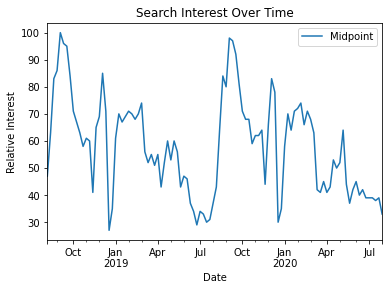 Search Interest Over Time
Midpoint
Relative Interest
100
90
80
70
60
50
40
30
Oct
Jan
2019
Apr
Jul
Oct
Jan
2020
Apr
Jul
Date